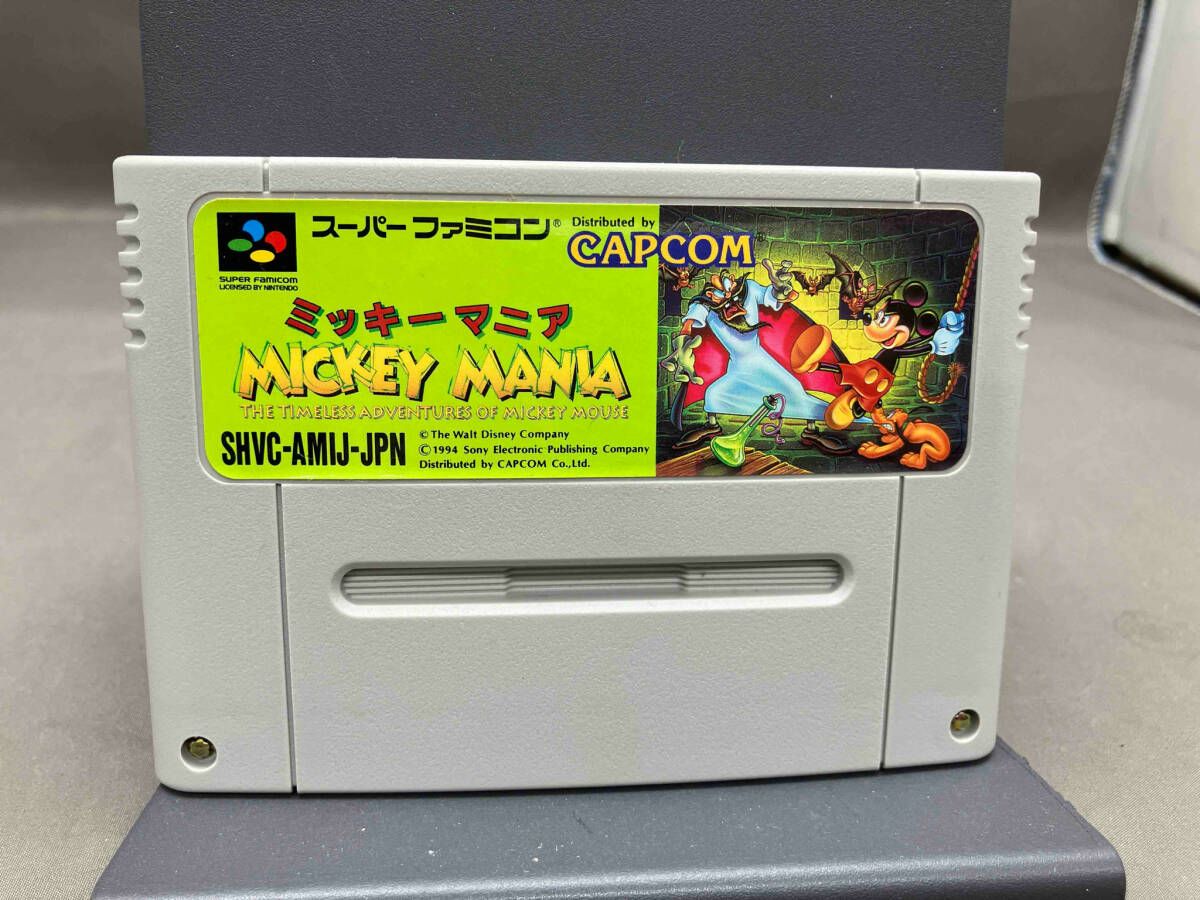 スーパーファミコン®
Distributed by
CAPCOM®
SUPER FAMICOM
LICENSED BY NINTENDO
ミッキーマニア
MICKEY MANIA
THE TIMELESS ADVENTURES OF MICKEY MOUSE
SHVC-AMIJ-JPN
© The Walt Disney Company
© 1994 Sony Electronic Publishing Company
Distributed by CAPCOM Co., Ltd.